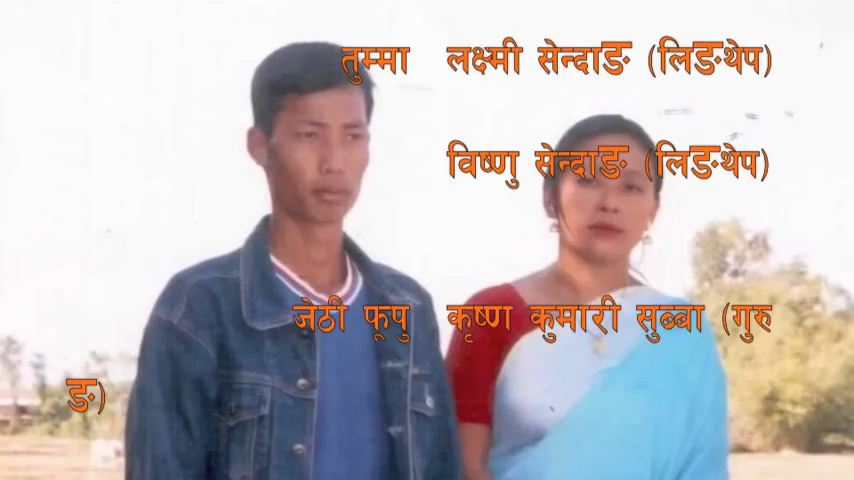 तुम्मा लक्ष्मी सेन्दाङ (लिङथेप)
विष्णु सेन्दाङ (लिङथेप)
जेठी फूपु कृष्ण कुमारी सुब्बा (गुरु
ङ)